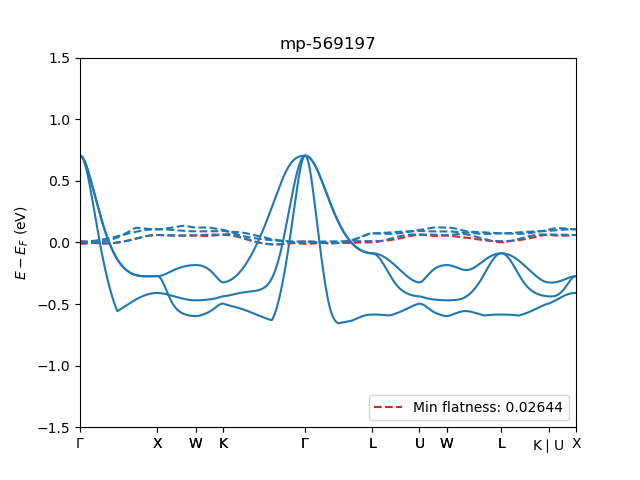 mp-569197
E − E_F (eV)
1.5
1.0
0.5
0.0
−0.5
−1.0
−1.5
Min flatness: 0.02644
Γ X W K Γ L U W L K | U X